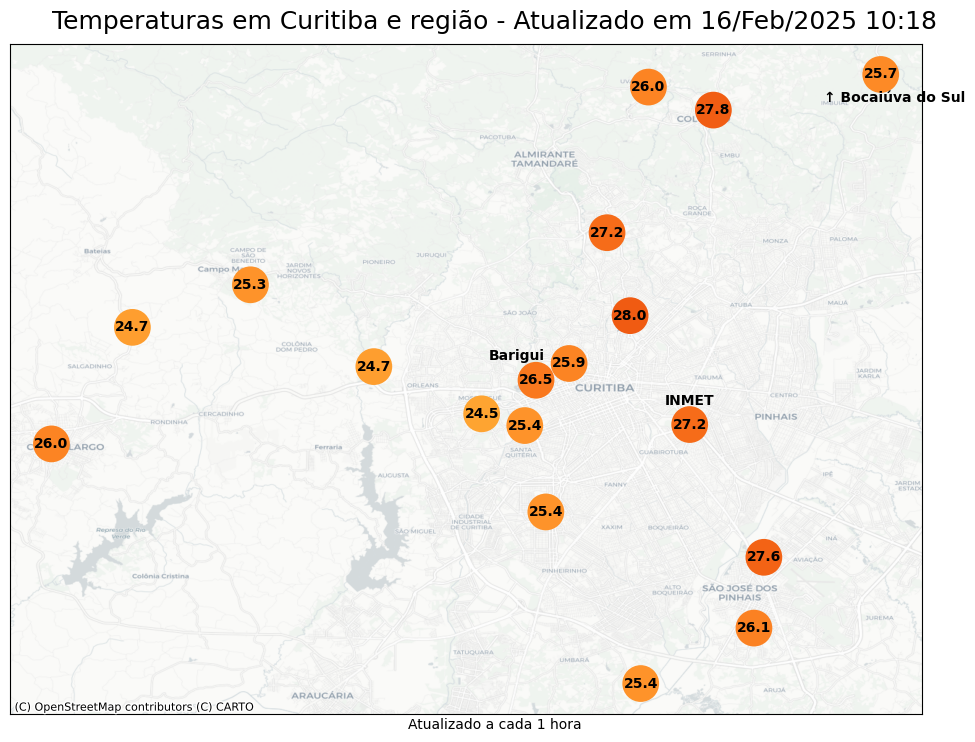 Temperaturas em Curitiba e região - Atualizado em 16/Feb/2025 10:18
SERRINHA
25.7
26.0
↑ Bocaiúva do Sul
27.8
PACOTUBA
ALMIRANTE
TAMANDARÉ
EMBU
ROÇA
GRANDE
27.2
MONZA
PALOMA
Bateias
CAMPO DE
SÃO
BENEDITO
JURUQUI
PIONEIRO
JARDIM
NOVOS
HORIZONTES
Campo M
25.3
MAUÁ
ATUBA
SÃO JOÃO
28.0
24.7
COLÔNIA
DOM PEDRO
Barigui
25.9
SALGADINHO
24.7
JARDIM
KARLA
TARUMÃ
26.5
ORLEANS
CURITIBA
CENTRO
INMET
CERCADINHO
24.5
PINHAIS
RONDINHA
27.2
25.4
26.0
LARGO
Ferraria
SANTA
QUITÉRIA
GUABIROTUBA
AUGUSTA
IPÊ
FANNY
JARDIM
ESTADO
25.4
CIDADE
INDUSTRIAL
DE CURITIBA
XAXIM
BOQUEIRÃO
SÃO MIGUEL
Represa do Rio
Verde
INÁ
27.6
AVIAÇÃO
PINHEIRINHO
Colônia Cristina
ALTO
BOQUEIRÃO
SÃO JOSÉ DOS
PINHAIS
JUREMA
26.1
TATUQUARA
UMBARÁ
25.4
ARUJÁ
ARAUCÁRIA
(C) OpenStreetMap contributors (C) CARTO
Atualizado a cada 1 hora